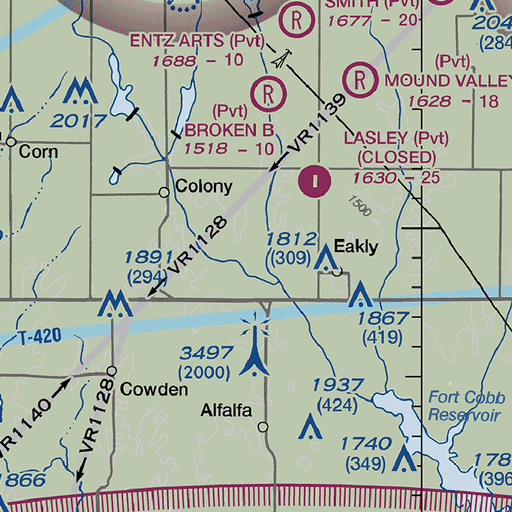 SMITH (Pvt)
1677 - 20
R
204
(284
ENTZ ARTS (Pvt)
1688 - 10
R
R
(Pvt)
MOUND VALLEY
1628 - 18
2017
(Pvt)
BROKEN B
1518 - 10
VR1139
Corn
LASLEY (Pvt)
(CLOSED)
1630 - 25
Colony
1500
VR1128
1812
(309)
Eakly
1891
(294)
1867
(419)
T-420
3497
(2000)
Cowden
VR1128
VR1140
1937
(424)
Fort Cobb
Reservoir
Alfalfa
1740
(349)
178
(396
1866